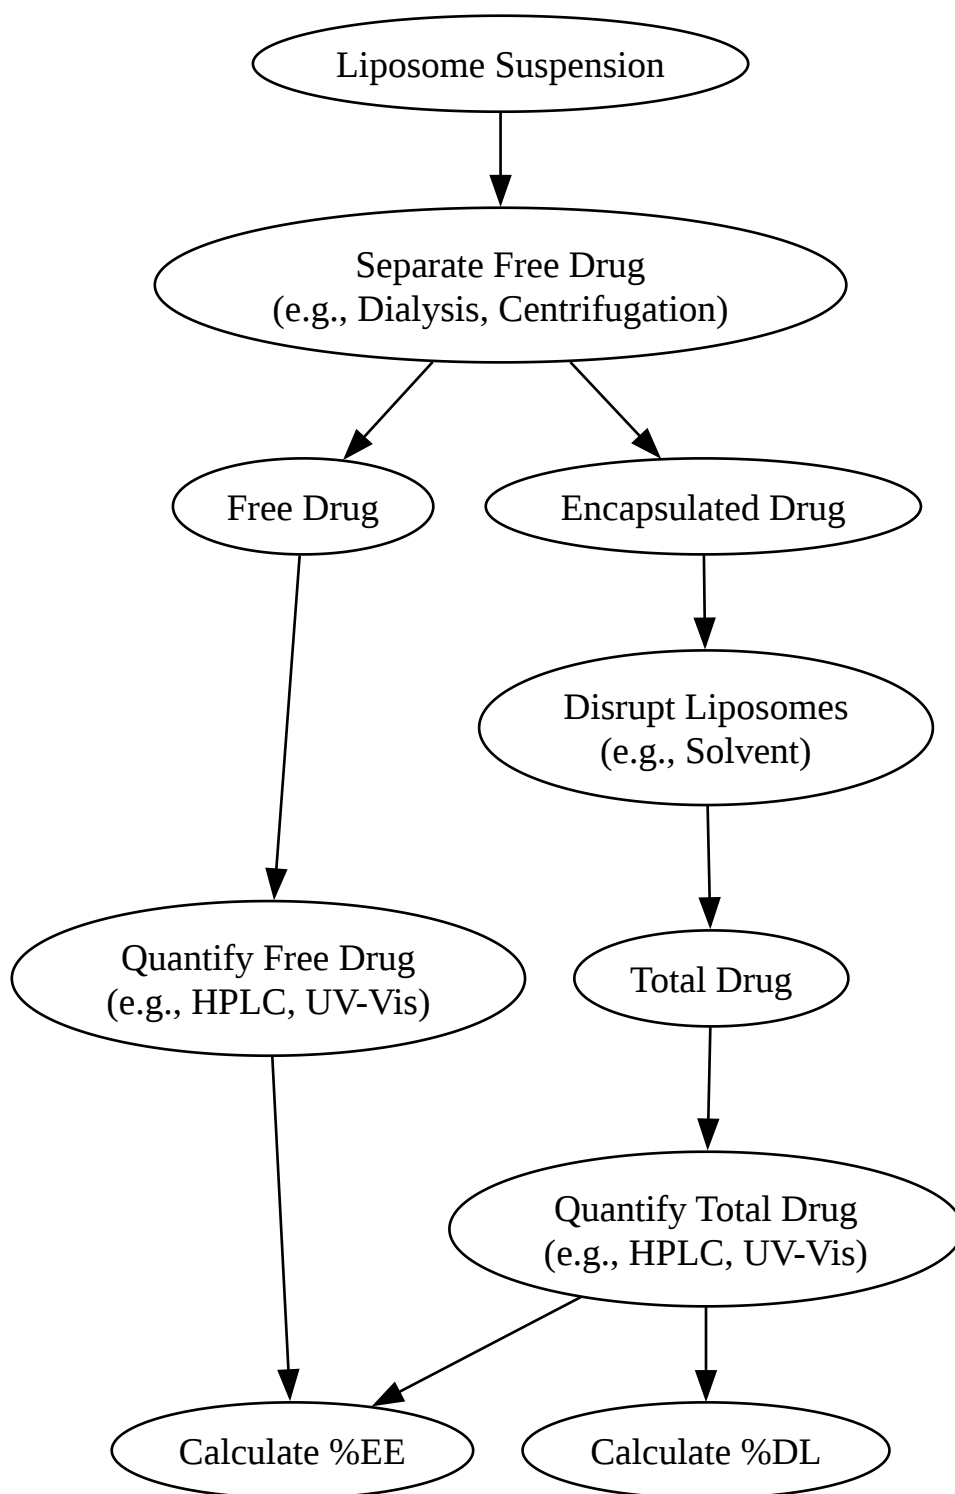 Liposome Suspension
Separate Free Drug
(e.g., Dialysis, Centrifugation)
Free Drug
Encapsulated Drug
Disrupt Liposomes
(e.g., Solvent)
Quantify Free Drug
(e.g., HPLC, UV-Vis)
Total Drug
Quantify Total Drug
(e.g., HPLC, UV-Vis)
Calculate %EE
Calculate %DL